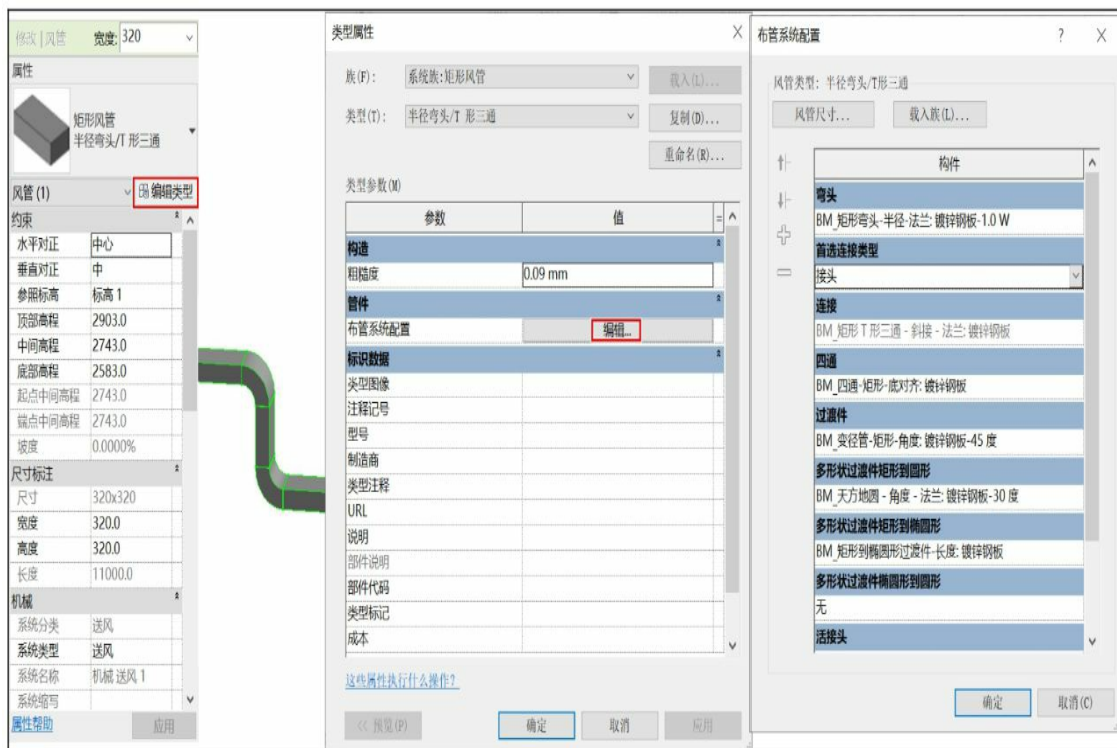 修改 | 风管
宽度: 320
属性
矩形风管
半径弯头/T 形三通
风管 (1)
编辑类型
约束
水平对正 中心
垂直对正 中
参照标高 标高 1
顶部高程 2903.0
中间高程 2743.0
底部高程 2583.0
起点中间高程 2743.0
端点中间高程 2743.0
坡度 0.0000%
尺寸标注
尺寸 320x320
宽度 320.0
高度 320.0
长度 11000.0
机械
系统分类 送风
系统类型 送风
系统名称 机械 送风 1
系统缩写
属性帮助
应用
类型属性
族(F): 系统族:矩形风管 载入(L)...
类型(T): 半径弯头/T 形三通 复制(D)...
重命名(R)...
类型参数(M)
参数 值 =
构造
粗糙度 0.09 mm
管件
布管系统配置 编辑...
标识数据
类型图像
注释记号
型号
制造商
类型注释
URL
说明
部件说明
部件代码
类型标记
成本
这些属性执行什么操作?
<< 预览(P) 确定 取消 应用
布管系统配置 ?
风管类型: 半径弯头/T形三通
风管尺寸... 载入族(L)...
构件
弯头
BM_矩形弯头-半径-法兰: 镀锌钢板-1.0 W
首选连接类型
接头
连接
BM_矩形 T 形三通 - 斜接 - 法兰: 镀锌钢板
四通
BM_四通-矩形-底对齐: 镀锌钢板
过渡件
BM_变径管-矩形-角度: 镀锌钢板-45 度
多形状过渡件矩形到圆形
BM_天方地圆 - 角度 - 法兰: 镀锌钢板-30 度
多形状过渡件矩形到椭圆形
BM_矩形到椭圆形过渡件-长度: 镀锌钢板
多形状过渡件椭圆形到圆形
无
活接头
确定 取消(C)